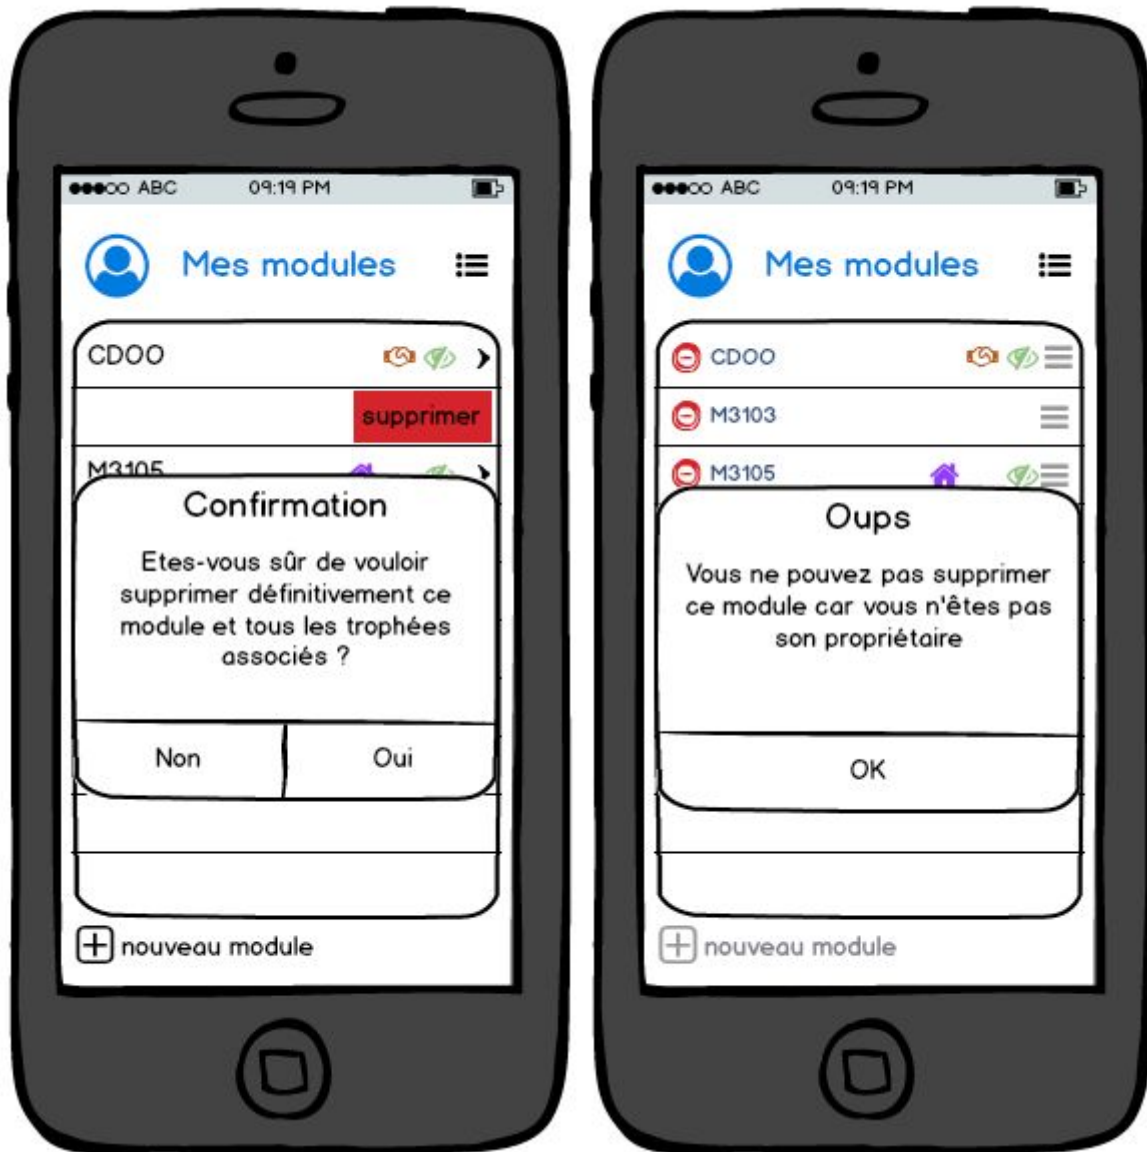 ABC 09:19 PM
Mes modules
CDOO
supprimer
M3105
Confirmation
Etes-vous sûr de vouloir
supprimer définitivement ce
module et tous les trophées
associés ?
Non Oui
nouveau module
ABC 09:19 PM
Mes modules
CDOO
M3103
M3105
Oups
Vous ne pouvez pas supprimer
ce module car vous n'êtes pas
son propriétaire
OK
nouveau module